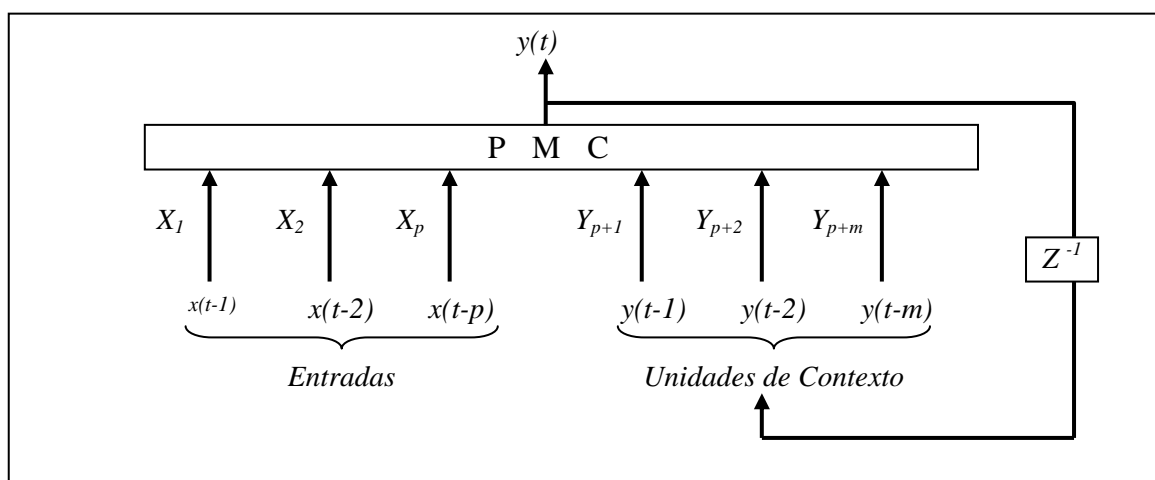 y(t)
P M C
X1 X2 Xp Yp+1 Yp+2 Yp+m
Z -1
x(t-1) x(t-2) x(t-p) y(t-1) y(t-2) y(t-m)
Entradas Unidades de Contexto